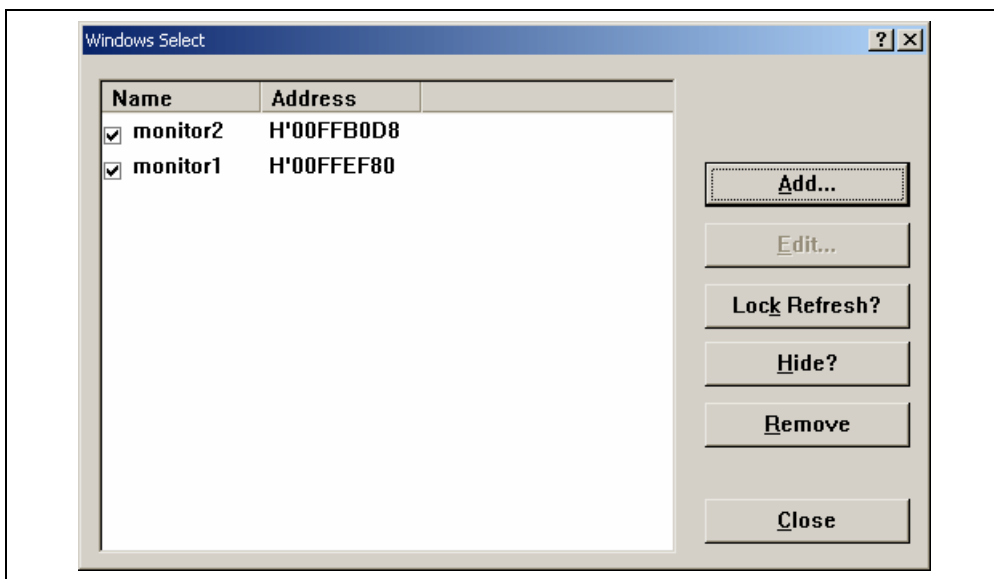 Windows Select
Name Address
monitor2 H'00FFB0D8
monitor1 H'00FFEF80
Add...
Edit...
Lock Refresh?
Hide?
Remove
Close